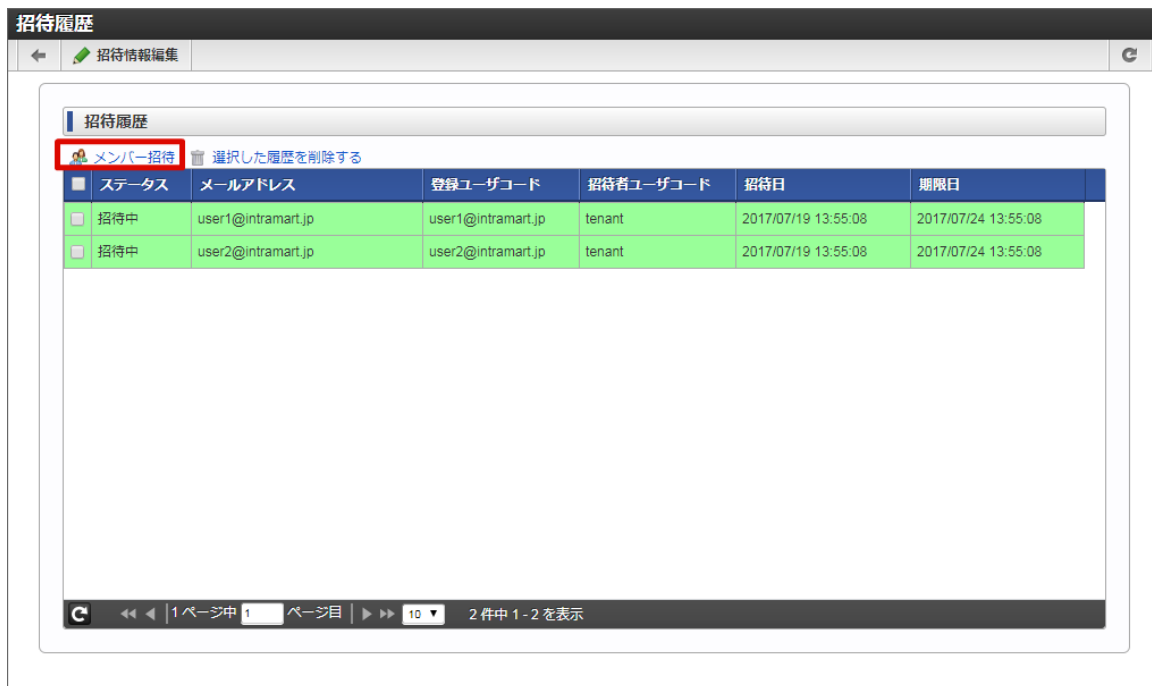 招待履歴
招待情報編集
招待履歴
メンバー招待 選択した履歴を削除する
ステータス メールアドレス 登録ユーザコード 招待者ユーザコード 招待日 期限日
招待中 user1@intramart.jp user1@intramart.jp tenant 2017/07/19 13:55:08 2017/07/24 13:55:08
招待中 user2@intramart.jp user2@intramart.jp tenant 2017/07/19 13:55:08 2017/07/24 13:55:08
1 ページ中 1 ページ目 10 2 件中 1 - 2 を表示